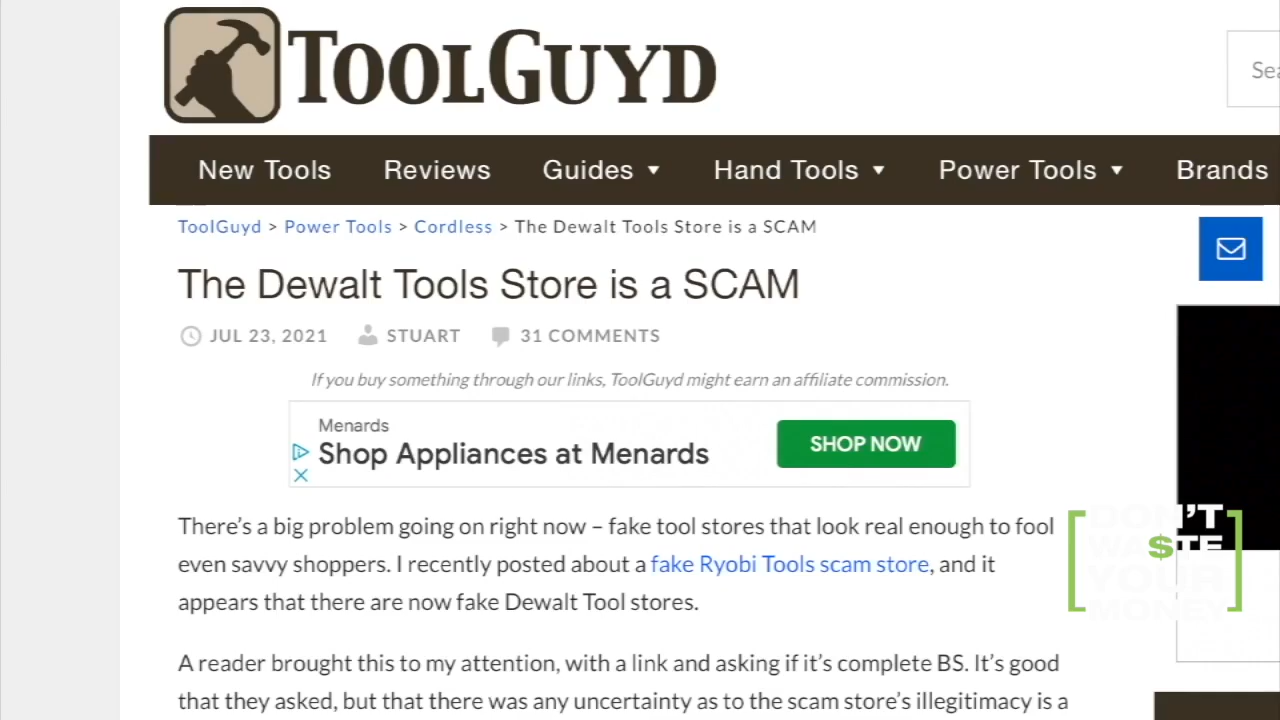 TOOLGUYD
Sea
New Tools Reviews Guides ▼ Hand Tools ▼ Power Tools ▼ Brands
ToolGuyd > Power Tools > Cordless > The Dewalt Tools Store is a SCAM
The Dewalt Tools Store is a SCAM
JUL 23, 2021 STUART 31 COMMENTS
If you buy something through our links, ToolGuyd might earn an affiliate commission.
Menards
Shop Appliances at Menards
SHOP NOW
There's a big problem going on right now – fake tool stores that look real enough to fool
even savvy shoppers. I recently posted about a fake Ryobi Tools scam store, and it
appears that there are now fake Dewalt Tool stores.
DON'T
WA$TE
YOUR
MONEY
A reader brought this to my attention, with a link and asking if it's complete BS. It's good
that they asked, but that there was any uncertainty as to the scam store's illegitimacy is a